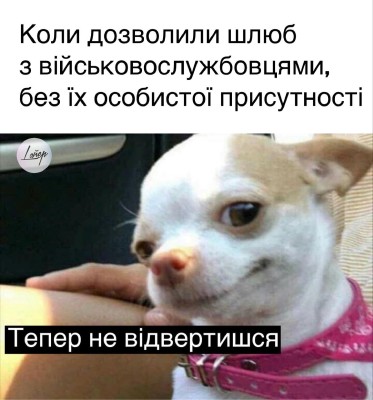 Коли дозволили шлюб
з військовослужбовцями,
без їх особистої присутності
Тепер не відвертишся